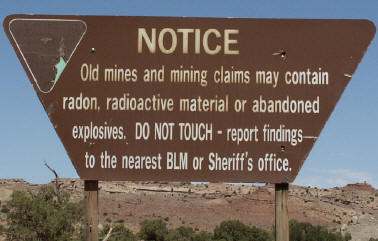 NOTICE
Old mines and mining claims may contain
radon, radioactive material or abandoned
explosives. DO NOT TOUCH - report findings
to the nearest BLM or Sheriff's office.